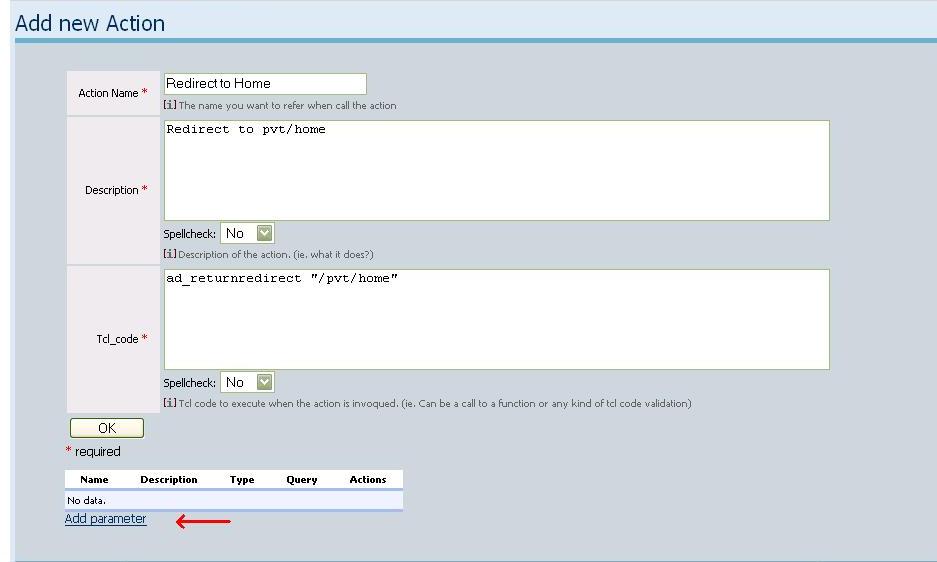 Add new Action
Action Name *
Redirect to Home
[i] The name you want to refer when call the action
Description *
Redirect to pvt/home
Spellcheck: No
[i] Description of the action. (ie. what it does?)
Tcl_code *
ad_returnredirect "/pvt/home"
Spellcheck: No
[i] Tcl code to execute when the action is invoqued. (ie. Can be a call to a function or any kind of tcl code validation)
OK
* required
Name Description Type Query Actions
No data.
Add parameter